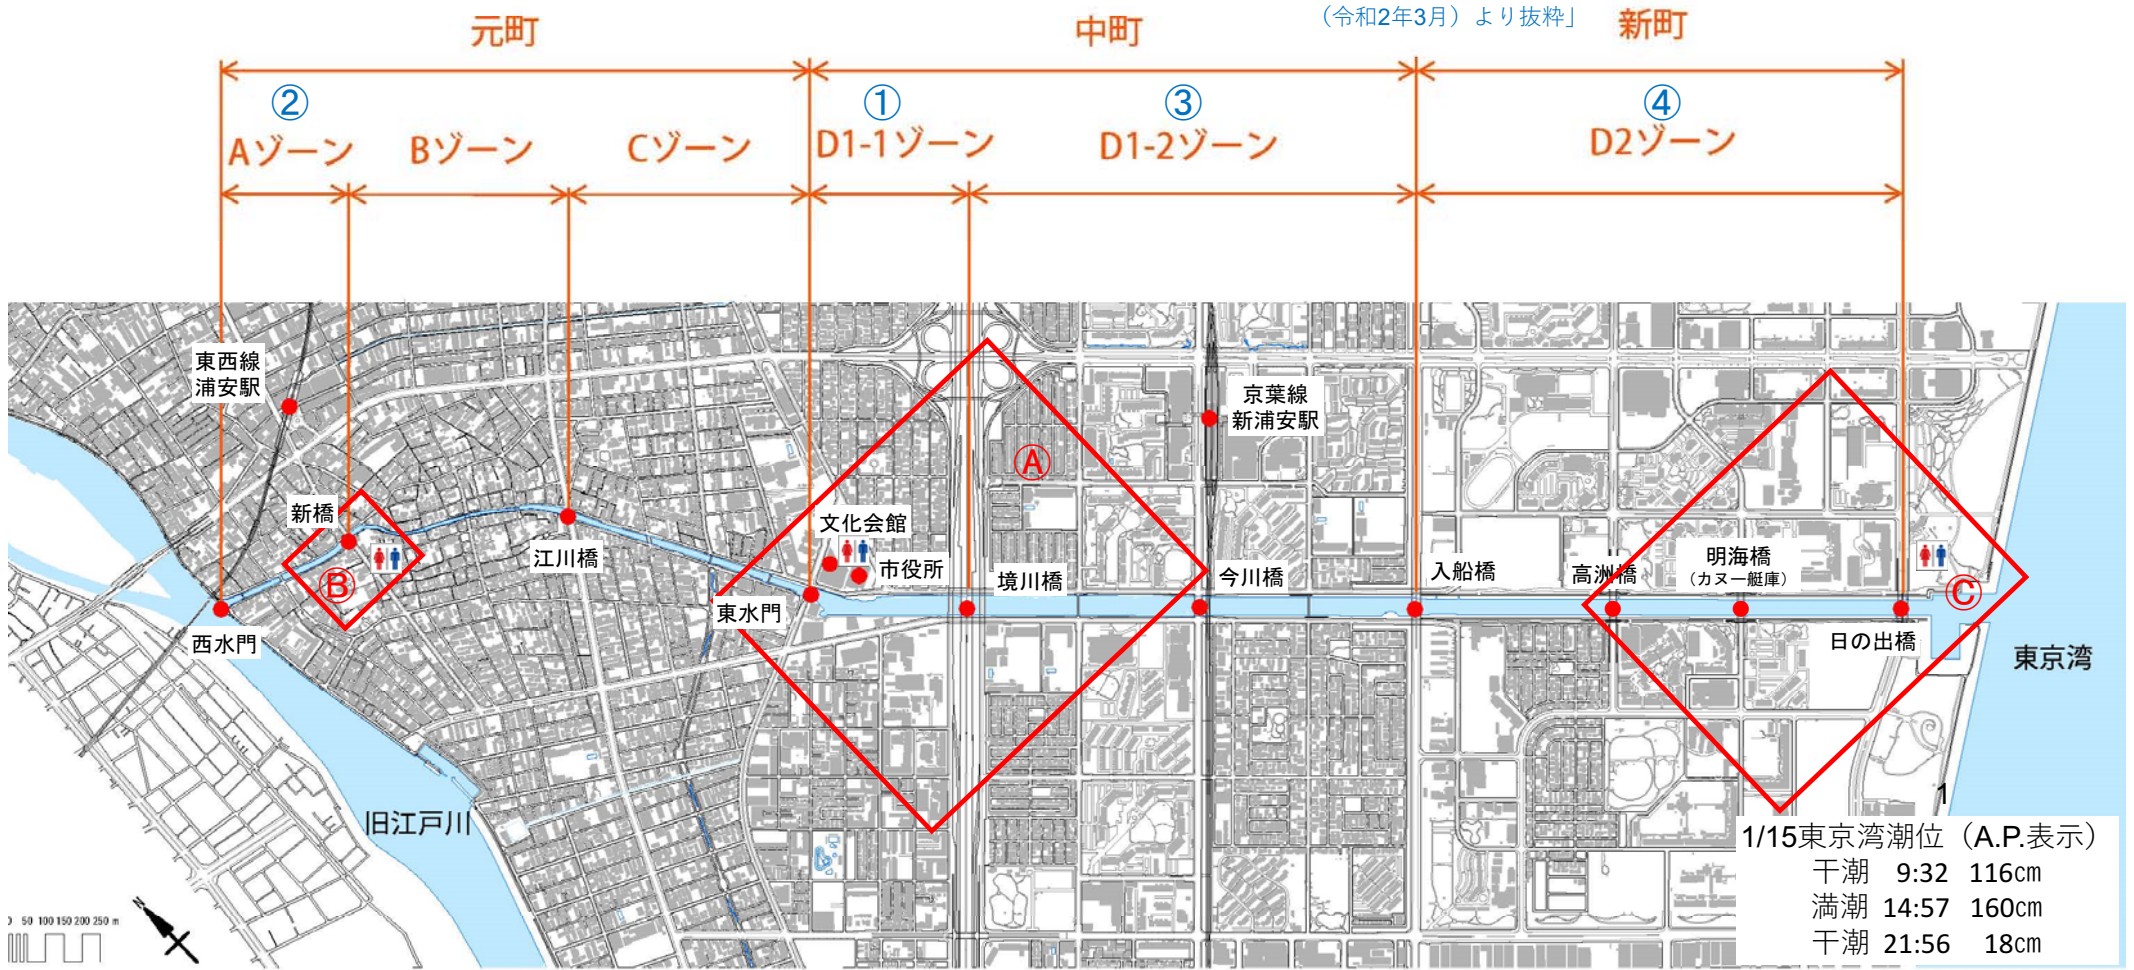 （令和2年3月）より抜粋」
元町
中町
新町
②
①
③
④
Aゾーン
Bゾーン
Cゾーン
D1-1ゾーン
D1-2ゾーン
D2ゾーン
東西線
浦安駅
京葉線
新浦安駅
Ⓐ
新橋
文化会館
Ⓑ
江川橋
市役所
境川橋
今川橋
入船橋
高洲橋
明海橋
（カヌー艇庫）
Ⓒ
東水門
西水門
日の出橋
東京湾
旧江戸川
1
1/15東京湾潮位（A.P.表示）
干潮 9:32 116㎝
満潮 14:57 160㎝
干潮 21:56 18㎝
0 50 100 150 200 250 m